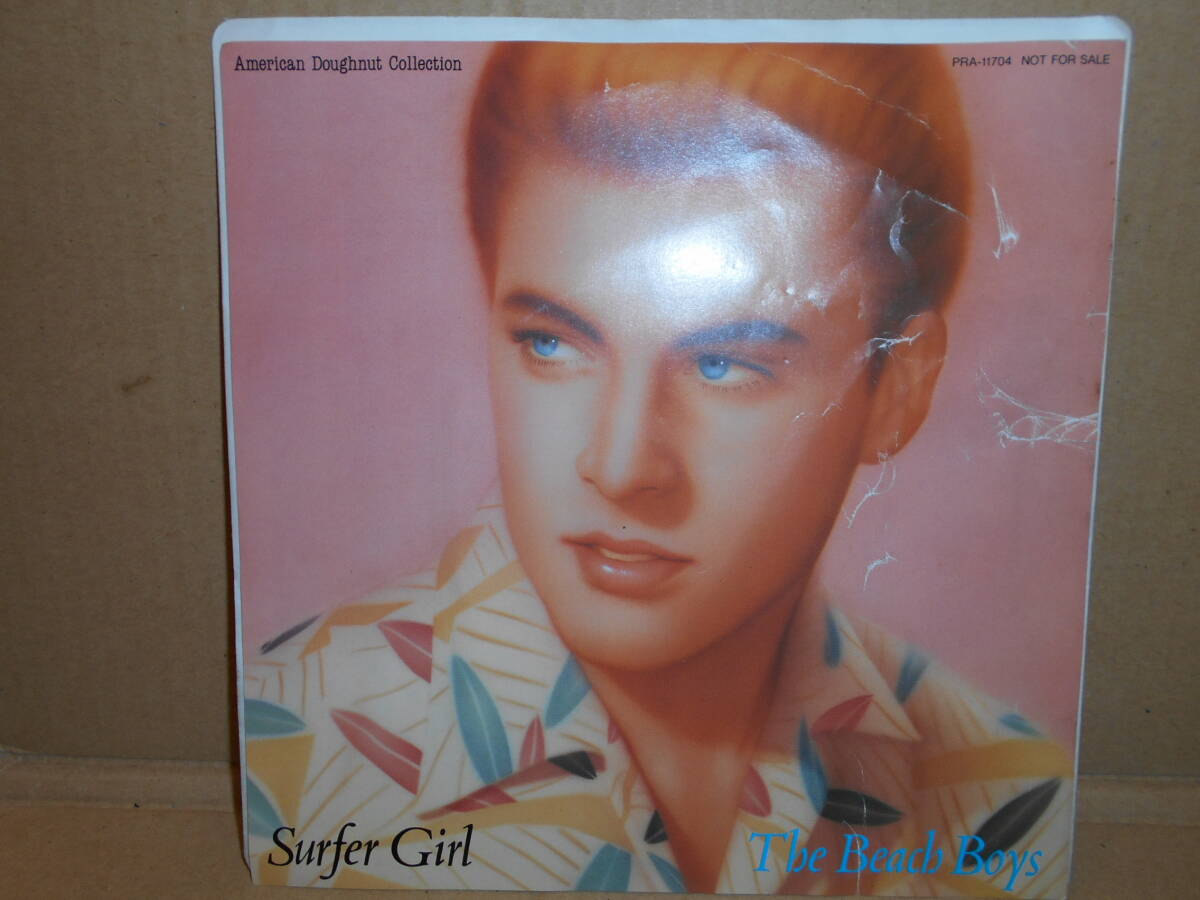 American Doughnut Collection
PRA-11704 NOT FOR SALE
Surfer Girl
The Beach Boys